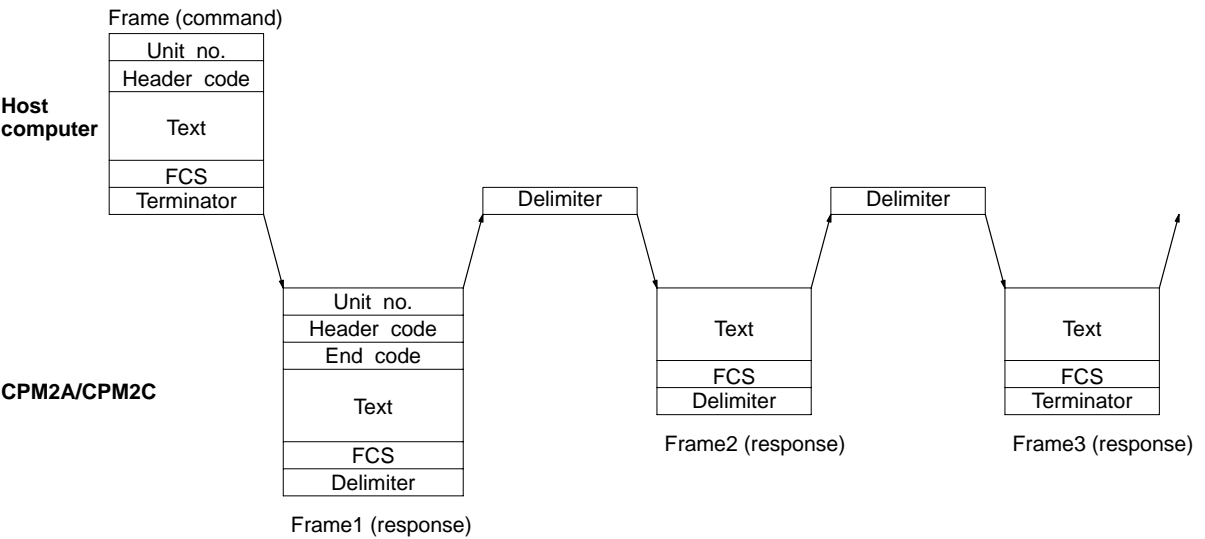 Frame (command)
Unit no.
Header code
Host
computer
Text
FCS
Terminator
Delimiter
Delimiter
CPM2A/CPM2C
Unit no.
Header code
End code
Text
FCS
Delimiter
Frame1 (response)
Text
FCS
Delimiter
Frame2 (response)
Text
FCS
Terminator
Frame3 (response)